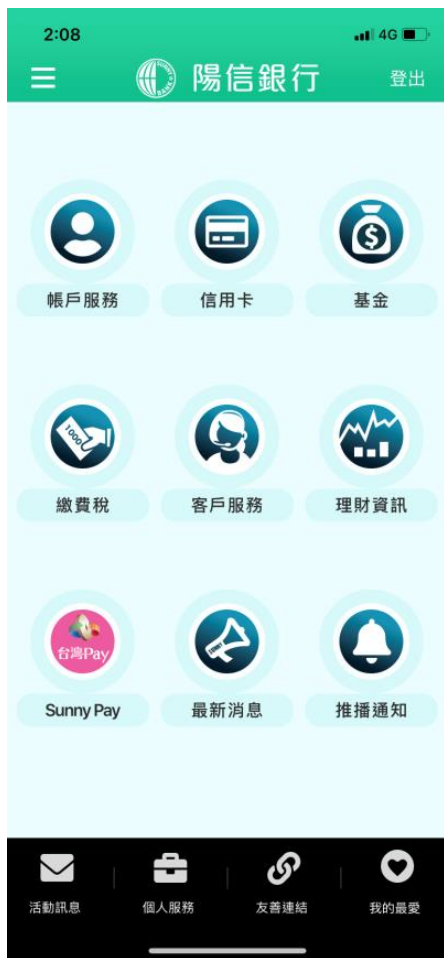 2:08 4G
陽信銀行 登出
帳戶服務 信用卡 基金
1000
繳費稅 客戶服務 理財資訊
台灣Pay
Sunny Pay 最新消息 推播通知
活動訊息 個人服務 友善連結 我的最愛